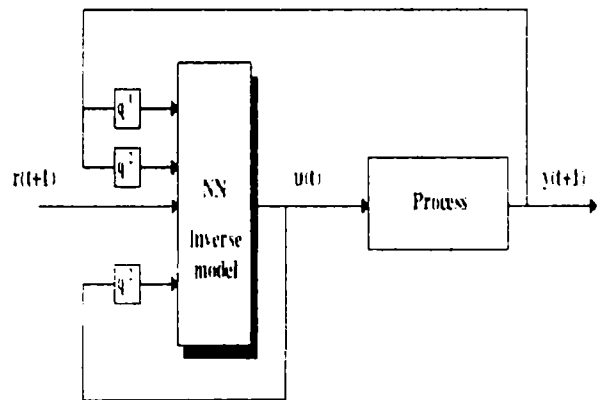 r(t+1)
NN
Inverse
model
u(t)
Process
y(t+1)